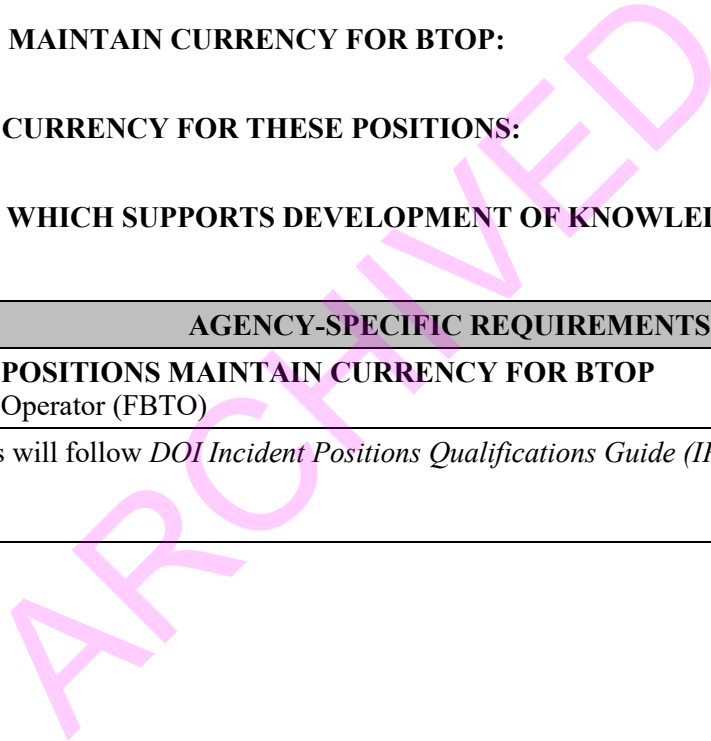 MAINTAIN CURRENCY FOR BTOP:
CURRENCY FOR THESE POSITIONS:
WHICH SUPPORTS DEVELOPMENT OF
AGENCY-SPECIFIC REQUIREMENTS
POSITIONS MAINTAIN CURRENCY FOR BTOP
Operator (FBTO)
will follow DOI Incident Positions Qualifications Guide
ARCHIVED